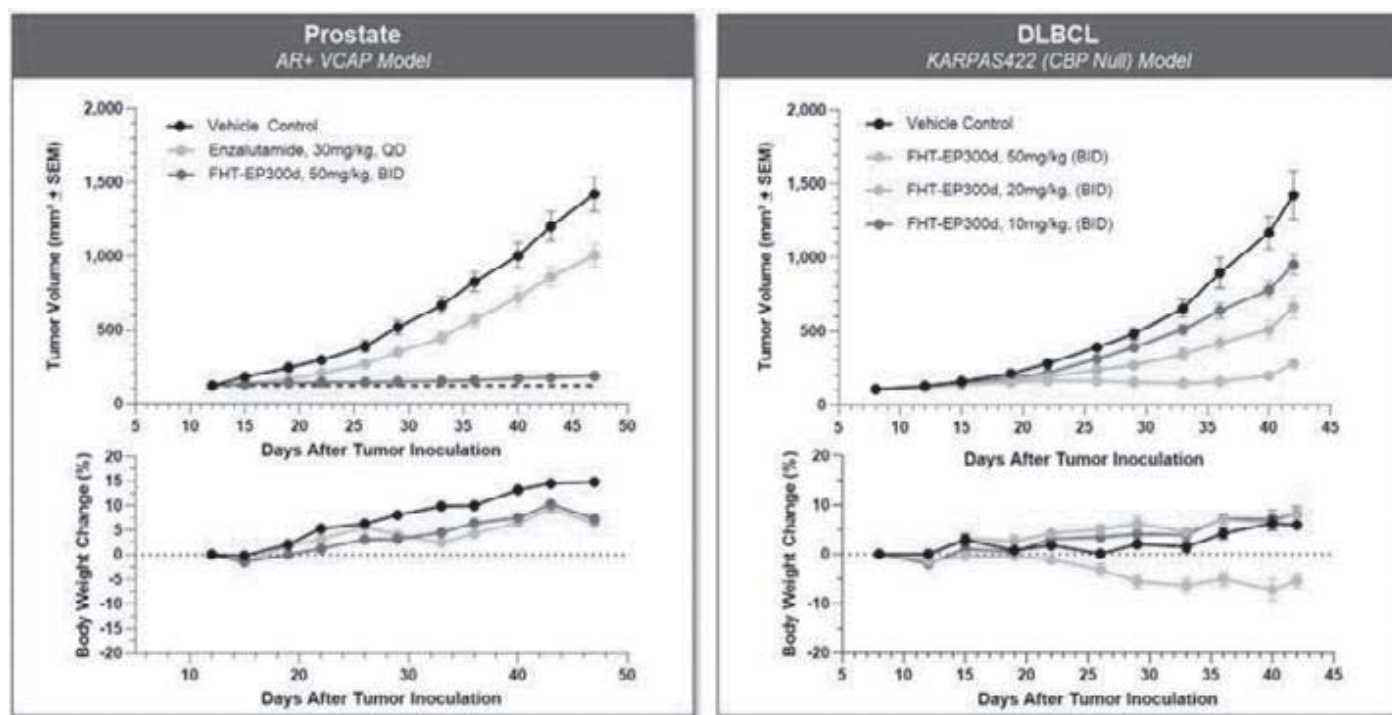 Prostate
AR+ VCAP Model
Tumor Volume (mm³ ± SEM)
2,000
1,500
1,000
500
0
Vehicle Control
Enzalutamide, 30mg/kg, QD
FHT-EP300d, 50mg/kg, BID
10 15 20 25 30 35 40 45 50
Days After Tumor Inoculation
Body Weight Change (%)
20
15
10
5
0
-5
-10
-15
-20
10 20 30 40 50
Days After Tumor Inoculation
DLBCL
KARPAS422 (CBP Null) Model
Tumor Volume (mm³ ± SEM)
2,000
1,500
1,000
500
0
Vehicle Control
FHT-EP300d, 50mg/kg (BID)
FHT-EP300d, 20mg/kg, (BID)
FHT-EP300d, 10mg/kg, (BID)
5 10 15 20 25 30 35 40 45
Days After Tumor Inoculation
Body Weight Change (%)
20
10
0
-10
-20
5 10 15 20 25 30 35 40 45
Days After Tumor Inoculation